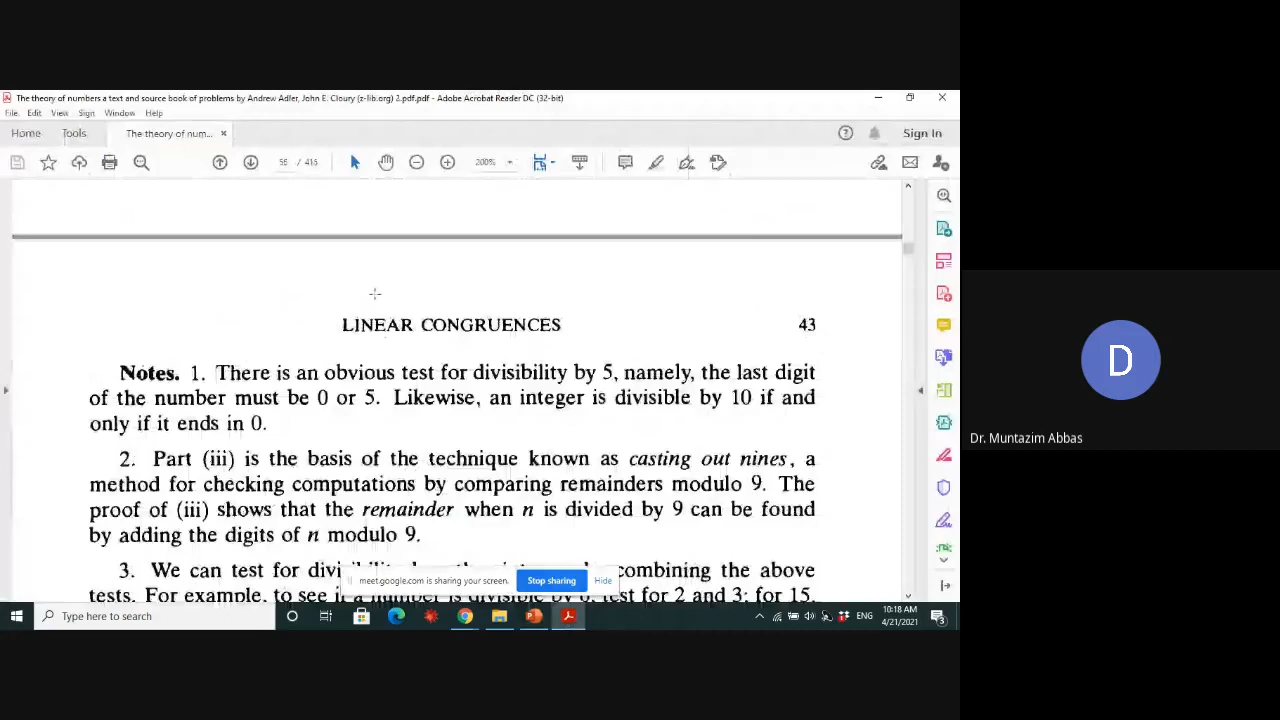 The theory of numbers a text and source book of problems by Andrew Adler, John E. Cloury (z-lib.org) 2.pdf.pdf - Adobe Acrobat Reader DC (32-bit)
File Edit View Sign Window Help
Home Tools The theory of num... × Sign In
/ 415 200%
LINEAR CONGRUENCES 43
Notes. 1. There is an obvious test for divisibility by 5, namely, the last digit
of the number must be 0 or 5. Likewise, an integer is divisible by 10 if and
only if it ends in 0.
2. Part (iii) is the basis of the technique known as casting out nines, a
method for checking computations by comparing remainders modulo 9. The
proof of (iii) shows that the remainder when n is divided by 9 can be found
by adding the digits of n modulo 9.
3. We can test for combining the above
tests. For example, to see if a number is divisible by 6, test for 2 and 3; for 15,
meet.google.com is sharing your screen. Stop sharing Hide
Type here to search
ENG
10:18 AM
4/21/2021
3
D
Dr. Muntazim Abbas